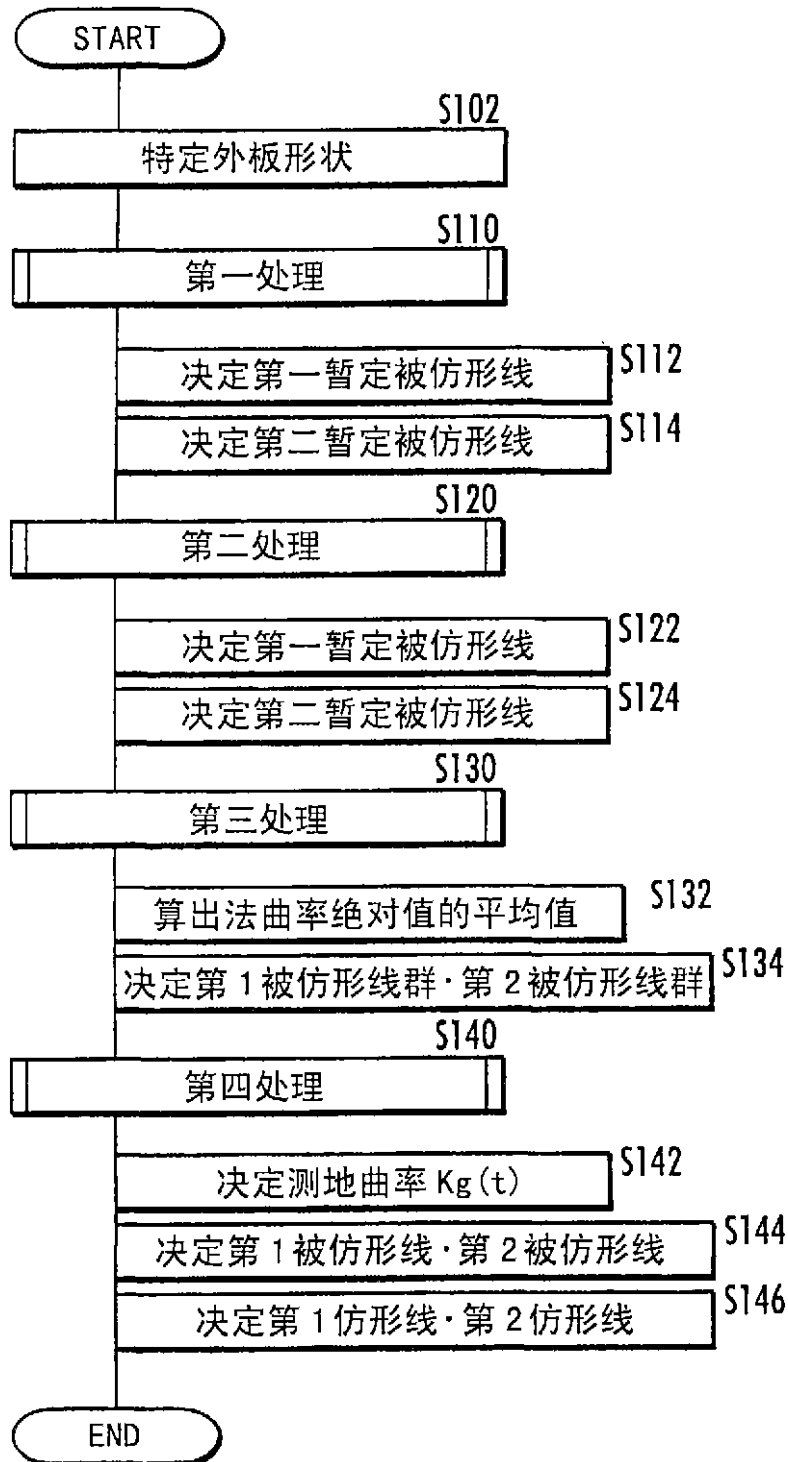 START
S102
特定外板形状
S110
第一处理
决定第一暂定被仿形线 S112
决定第二暂定被仿形线 S114
S120
第二处理
决定第一暂定被仿形线 S122
决定第二暂定被仿形线 S124
S130
第三处理
算出法曲率绝对值的平均值 S132
决定第1被仿形线群·第2被仿形线群 S134
S140
第四处理
决定测地曲率Kg(t) S142
决定第1被仿形线·第2被仿形线 S144
决定第1仿形线·第2仿形线 S146
END